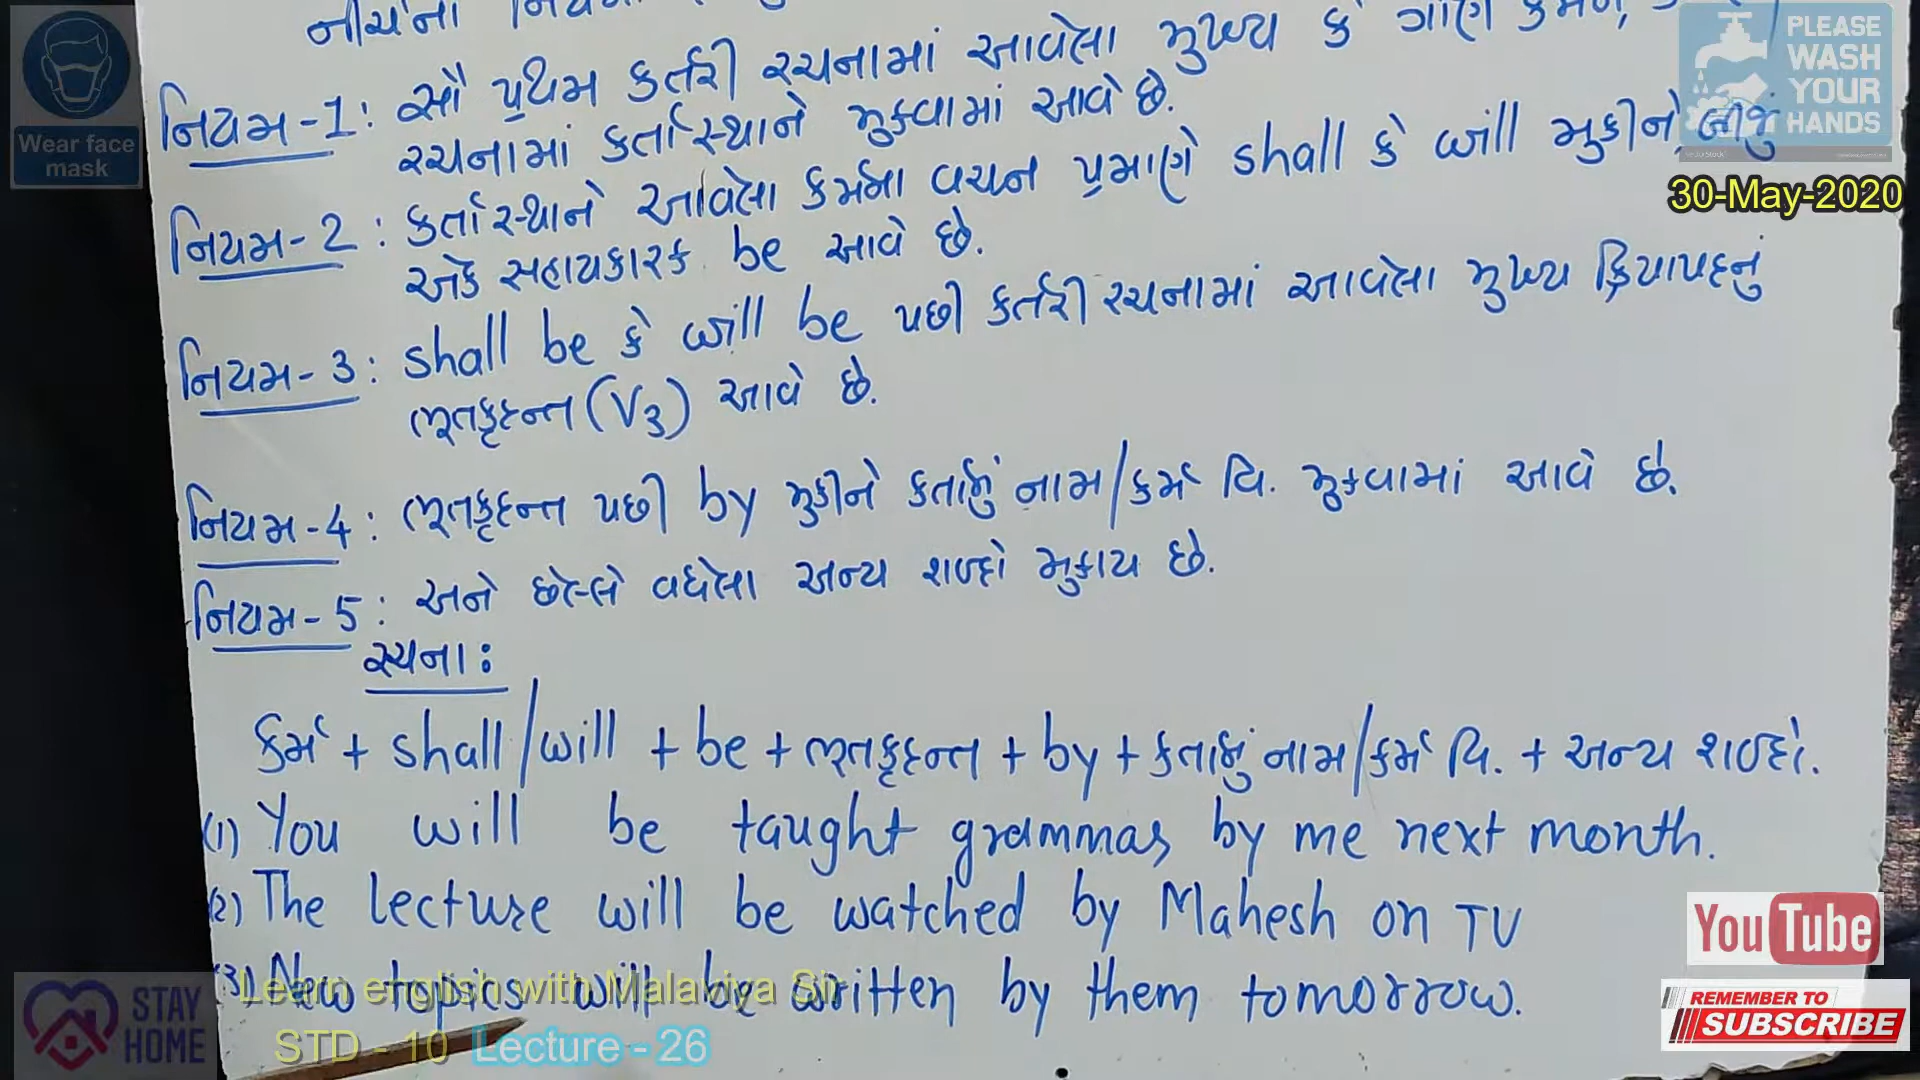 નીચેના
નિયમ-1: સૌ પ્રથમ કર્તરી રચનામાં આવેલા મુખ્ય કે ગૌણ કર્મને,
રચનામાં કર્તાસ્થાને મુકવામાં આવે છે.
નિયમ-2: કર્તાસ્થાને આવેલા કર્મના વચન પ્રમાણે shall કે will મુકીને, બીજું
એક સહાયકારક be આવે છે.
નિયમ-3: shall be કે will be પછી કર્તરી રચનામાં આવેલા મુખ્ય ક્રિયાપદનું
ભૂતકૃદન્ત (V3) આવે છે.
નિયમ-4: ભૂતકૃદન્ત પછી by મુકીને કર્તાનું નામ/કર્મ વિ. મુકવામાં આવે છે.
નિયમ-5: અને છેલ્લે વધેલા અન્ય શબ્દો મુકાય છે.
રચના:
કર્મ + shall/will + be + ભૂતકૃદન્ત + by + કર્તાનું નામ/કર્મ વિ. + અન્ય શબ્દો.
(1) You will be taught grammar by me next month.
(2) The lecture will be watched by Mahesh on TV
(3) New topics will be written by them tomorrow.
Wear face
mask
PLEASE
WASH
YOUR
HANDS
30-May-2020
YouTube
REMEMBER TO
SUBSCRIBE
STAY
HOME
Learn english with Malaviya Sir
STD - 10 Lecture - 26